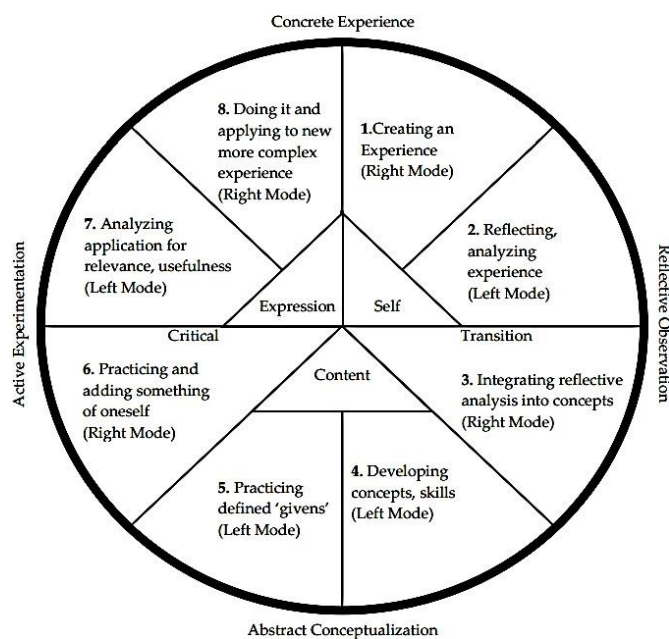 Concrete Experience
8. Doing it and
applying to new
more complex
experience
(Right Mode)
1.Creating an
Experience
(Right Mode)
7. Analyzing
application for
relevance, usefulness
(Left Mode)
2. Reflecting,
analyzing
experience
(Left Mode)
Expression
Self
Active Experimentation
Reflective Observation
Critical
Transition
6. Practicing and
adding something
of oneself
(Right Mode)
Content
3. Integrating reflective
analysis into concepts
(Right Mode)
5. Practicing
defined 'givens'
(Left Mode)
4. Developing
concepts, skills
(Left Mode)
Abstract Conceptualization